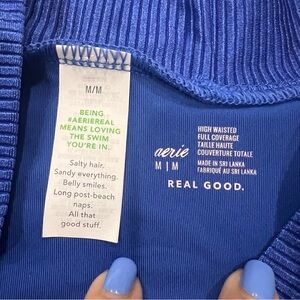 M/M
BEING
#AERIEREAL
MEANS LOVING
THE SWIM
YOU'RE IN.
Salty hair.
Sandy everything.
Belly smiles.
Long post-beach
naps.
All that
good stuff.
aerie
M | M
HIGH WAISTED
FULL COVERAGE
TAILLE HAUTE
COUVERTURE TOTALE
MADE IN SRI LANKA
FABRIQUÉ AU SRI LANKA
REAL GOOD.